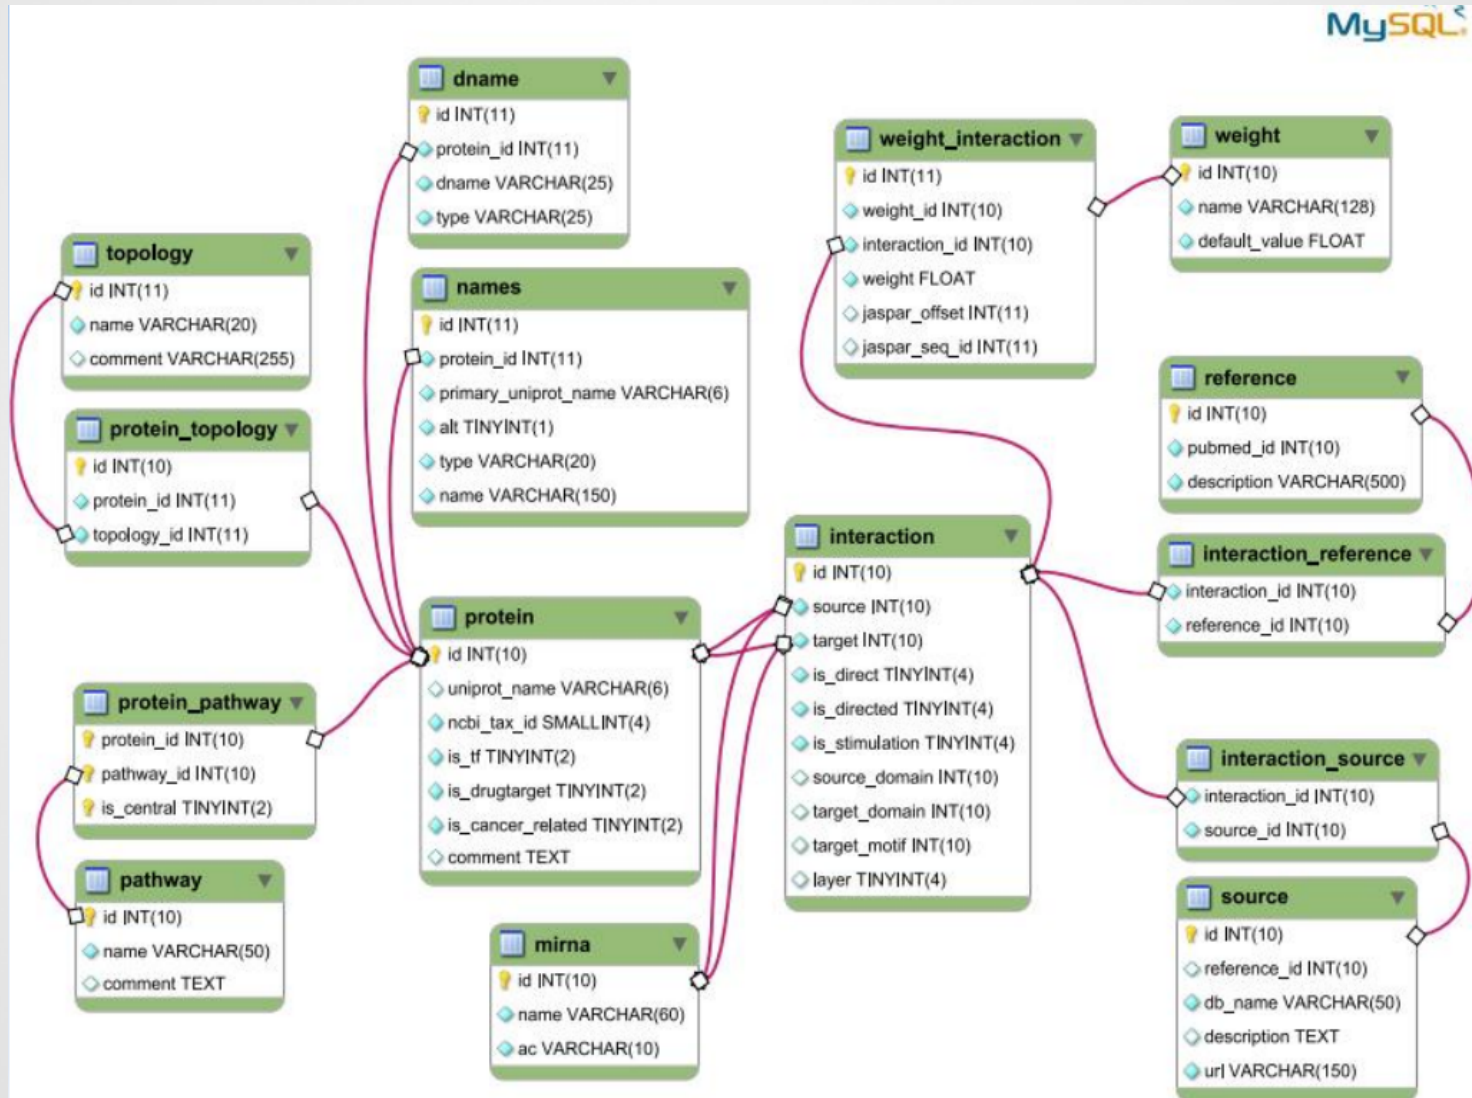 MySQL
dname
id INT(11)
protein_id INT(11)
dname VARCHAR(25)
type VARCHAR(25)
weight_interaction
id INT(11)
weight_id INT(10)
interaction_id INT(10)
weight FLOAT
jaspar_offset INT(11)
jaspar_seq_id INT(11)
weight
id INT(10)
name VARCHAR(128)
default_value FLOAT
topology
id INT(11)
name VARCHAR(20)
comment VARCHAR(255)
names
id INT(11)
protein_id INT(11)
primary_uniprot_name VARCHAR(6)
alt TINYINT(1)
type VARCHAR(20)
name VARCHAR(150)
reference
id INT(10)
pubmed_id INT(10)
description VARCHAR(500)
protein_topology
id INT(10)
protein_id INT(11)
topology_id INT(11)
interaction
id INT(10)
source INT(10)
target INT(10)
is_direct TINYINT(4)
is_directed TINYINT(4)
is_stimulation TINYINT(4)
source_domain INT(10)
target_domain INT(10)
target_motif INT(10)
layer TINYINT(4)
interaction_reference
interaction_id INT(10)
reference_id INT(10)
protein
id INT(10)
uniprot_name VARCHAR(6)
ncbi_tax_id SMALLINT(4)
is_tf TINYINT(2)
is_drugtarget TINYINT(2)
is_cancer_related TINYINT(2)
comment TEXT
protein_pathway
protein_id INT(10)
pathway_id INT(10)
is_central TINYINT(2)
interaction_source
interaction_id INT(10)
source_id INT(10)
pathway
id INT(10)
name VARCHAR(50)
comment TEXT
mirna
id INT(10)
name VARCHAR(60)
ac VARCHAR(10)
source
id INT(10)
reference_id INT(10)
db_name VARCHAR(50)
description TEXT
url VARCHAR(150)